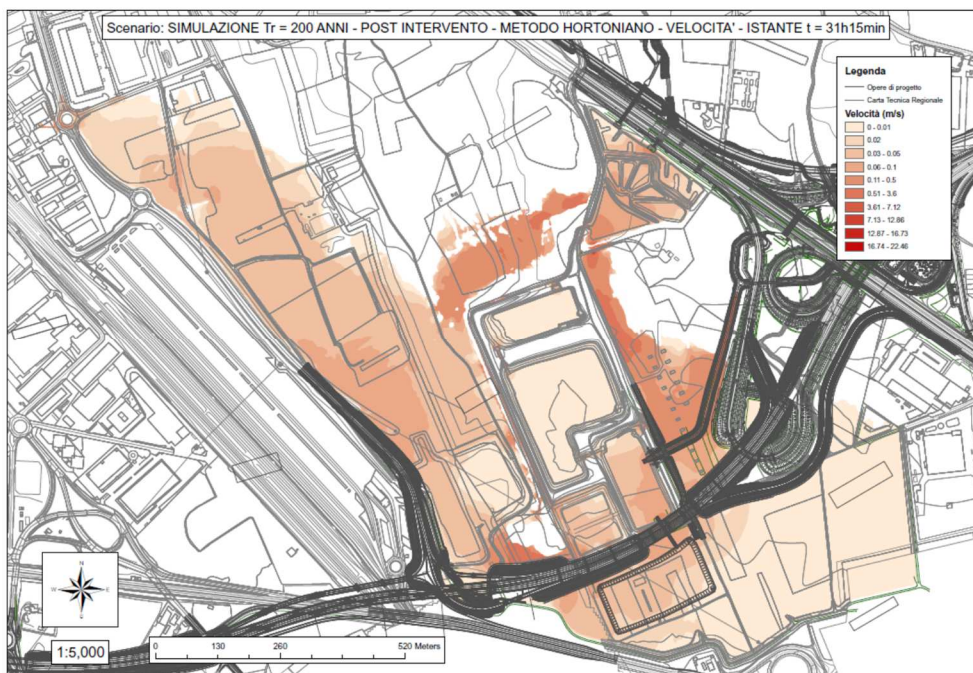 Scenario: SIMULAZIONE Tr = 200 ANNI - POST INTERVENTO - METODO HORTONIANO - VELOCITA' - ISTANTE t = 31h15min
Legenda
Opere di progetto
Carta Tecnica Regionale
Velocità (m/s)
0 - 0.01
0.02
0.03 - 0.05
0.06 - 0.1
0.11 - 0.5
0.51 - 3.6
3.61 - 7.12
7.13 - 12.86
12.87 - 16.73
16.74 - 22.46
N
W
E
S
1:5,000
0 130 260 520 Meters